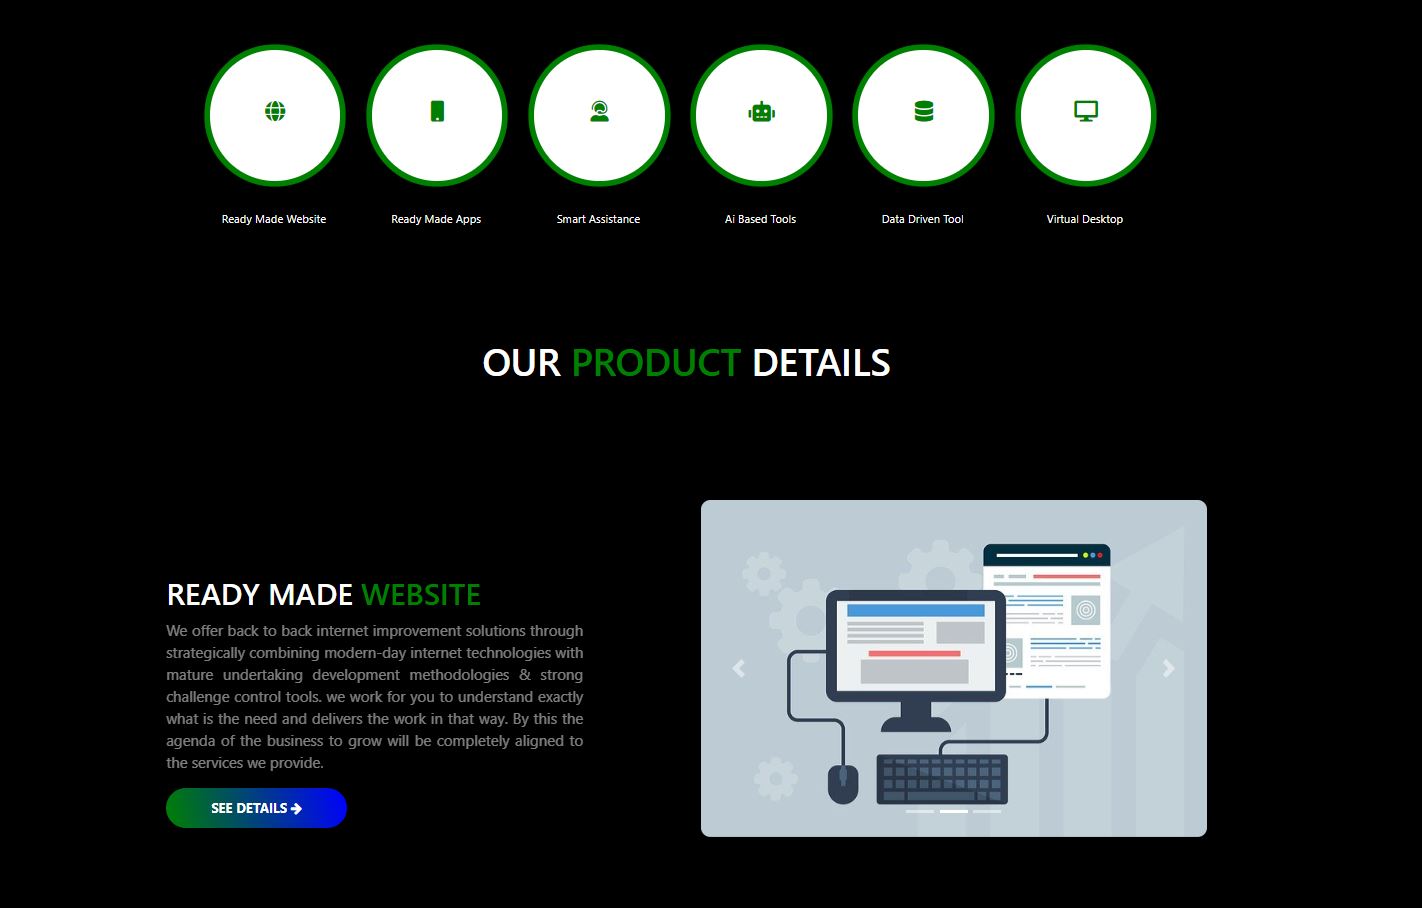 Ready Made Website
Ready Made Apps
Smart Assistance
Ai Based Tools
Data Driven Tool
Virtual Desktop
OUR PRODUCT DETAILS
READY MADE WEBSITE
We offer back to back internet improvement solutions through
strategically combining modern-day internet technologies with
mature undertaking development methodologies & strong
challenge control tools. we work for you to understand exactly
what is the need and delivers the work in that way. By this the
agenda of the business to grow will be completely aligned to
the services we provide.
SEE DETAILS